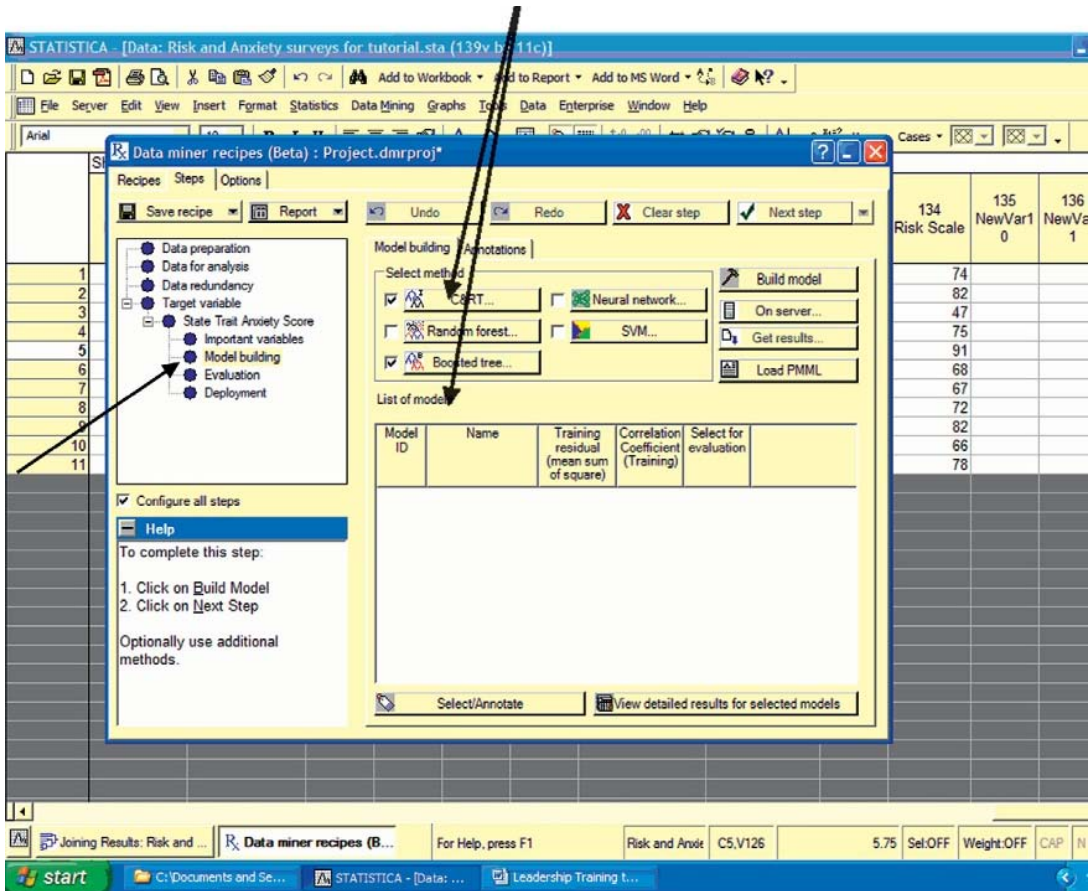 STATISTICA - [Data: Risk and Anxiety surveys for tutorial.sta (139v by 11c)]
Add to Workbook Add to Report Add to MS Word
File Server Edit View Insert Format Statistics Data Mining Graphs Tools Data Enterprise Window Help
Arial 10 Cases
Data miner recipes (Beta) : Project.dmrproj*
Recipes Steps Options
Save recipe Report Undo Redo Clear step Next step
Data preparation
Data for analysis
Data redundancy
Target variable
State Trait Anxiety Score
Important variables
Model building
Evaluation
Deployment
Configure all steps
Help
To complete this step:
1. Click on Build Model
2. Click on Next Step
Optionally use additional
methods.
Model building Annotations
Select method
C&RT... Neural network...
Random forest... SVM...
Boosted tree...
Build model
On server...
Get results...
Load PMML
List of models
Model ID
Name
Training residual (mean sum of square)
Correlation Coefficient (Training)
Select for evaluation
Select/Annotate View detailed results for selected models
134 Risk Scale
135 NewVar1 0
136 NewVa 1
1 74
2 82
3 47
4 75
5 91
6 68
7 67
8 72
9 82
10 66
11 78
Joining Results: Risk and ... Data miner recipes (B... For Help, press F1 Risk and Anxie C5,V126 5.75 Sel:OFF Weight:OFF CAP N
start C:\Documents and Se... STATISTICA - [Data: ... Leadership Training t...